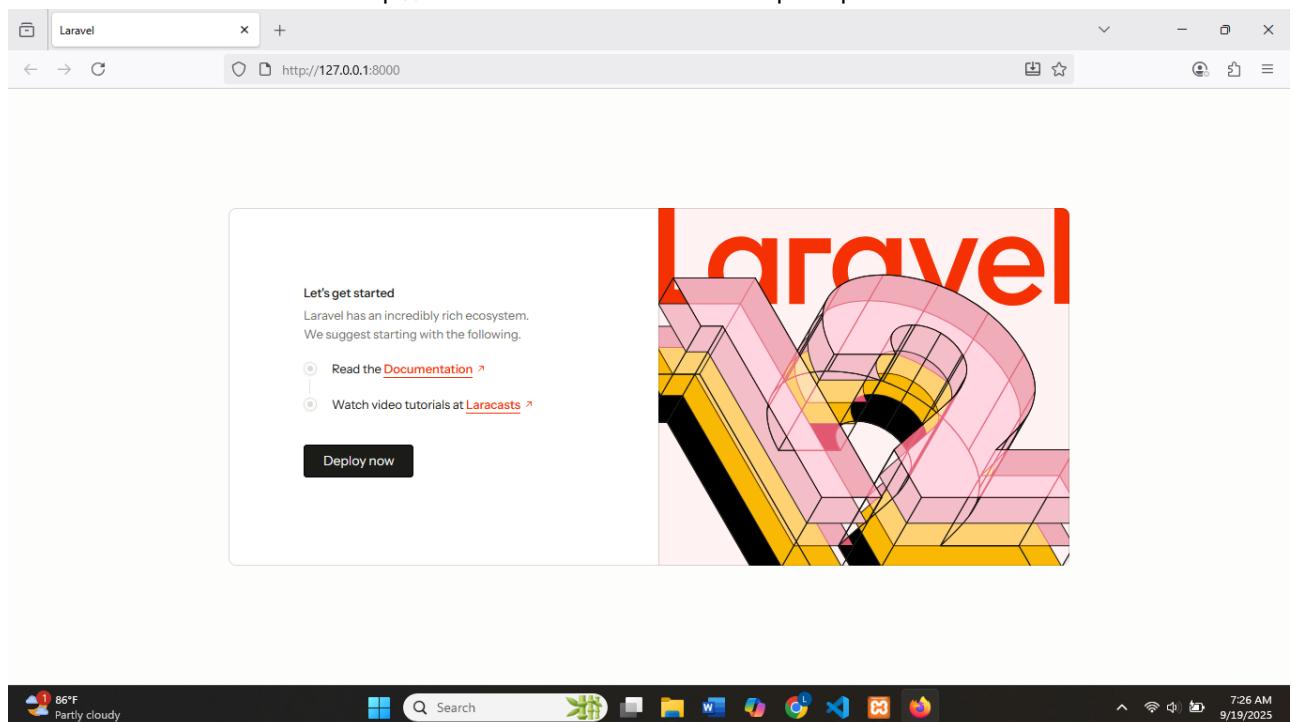 Laravel
http://127.0.0.1:8000
Laravel
Let's get started
Laravel has an incredibly rich ecosystem.
We suggest starting with the following.
Read the Documentation ↗
Watch video tutorials at Laracasts ↗
Deploy now
1
86°F
Partly cloudy
Search
7:26 AM
9/19/2025